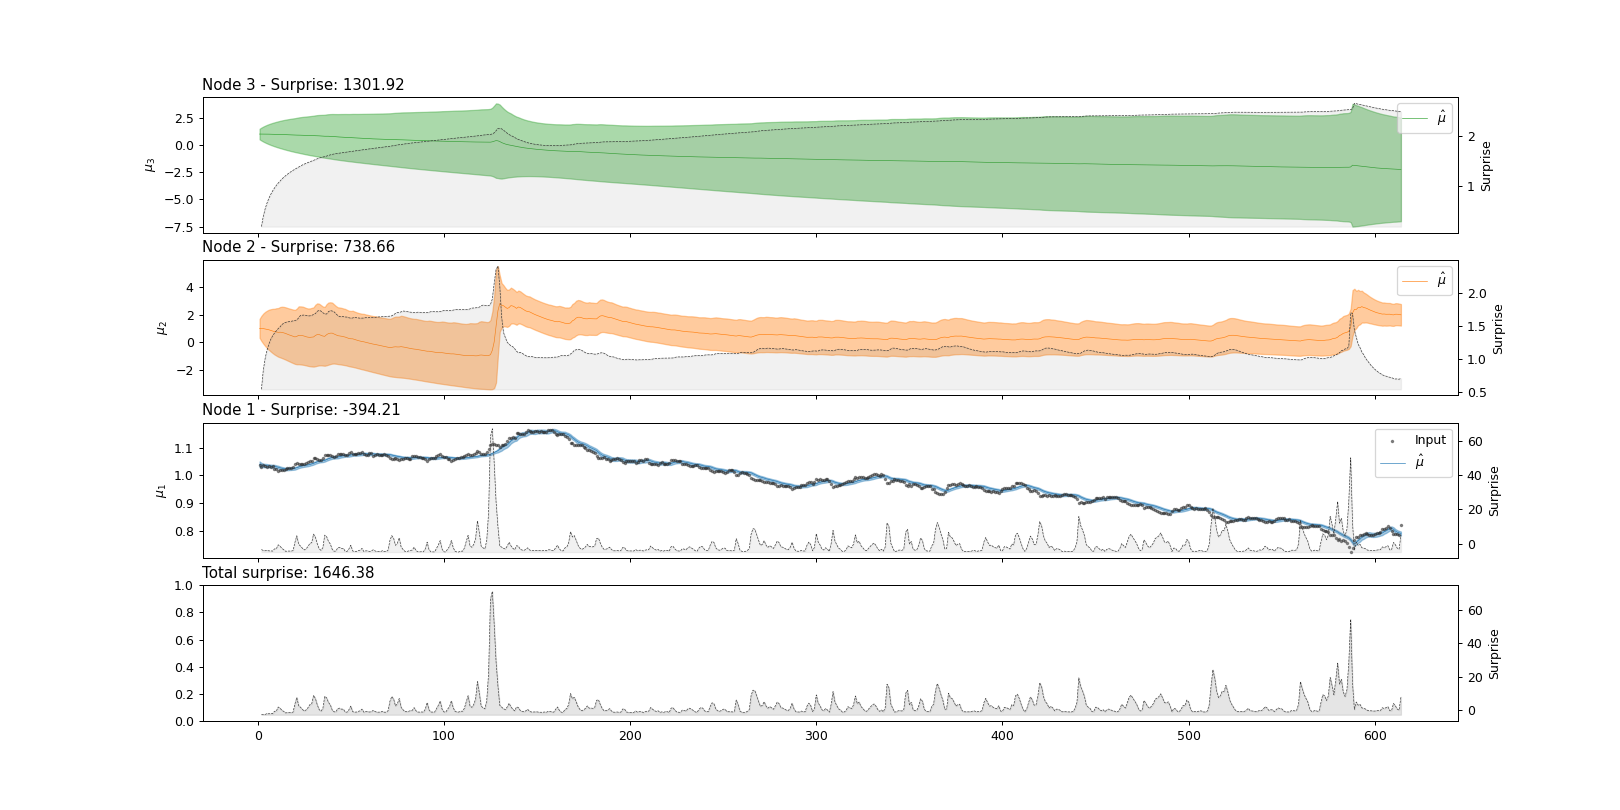 Node 3 - Surprise: 1301.92
2.5
0.0
−2.5
−5.0
−7.5
μ3
μ̂
2
1
Surprise
Node 2 - Surprise: 738.66
4
2
0
−2
μ2
μ̂
2.0
1.5
1.0
0.5
Surprise
Node 1 - Surprise: -394.21
1.1
1.0
0.9
0.8
μ1
Input
μ̂
60
40
20
0
Surprise
Total surprise: 1646.38
1.0
0.8
0.6
0.4
0.2
0.0
60
40
20
0
Surprise
0 100 200 300 400 500 600